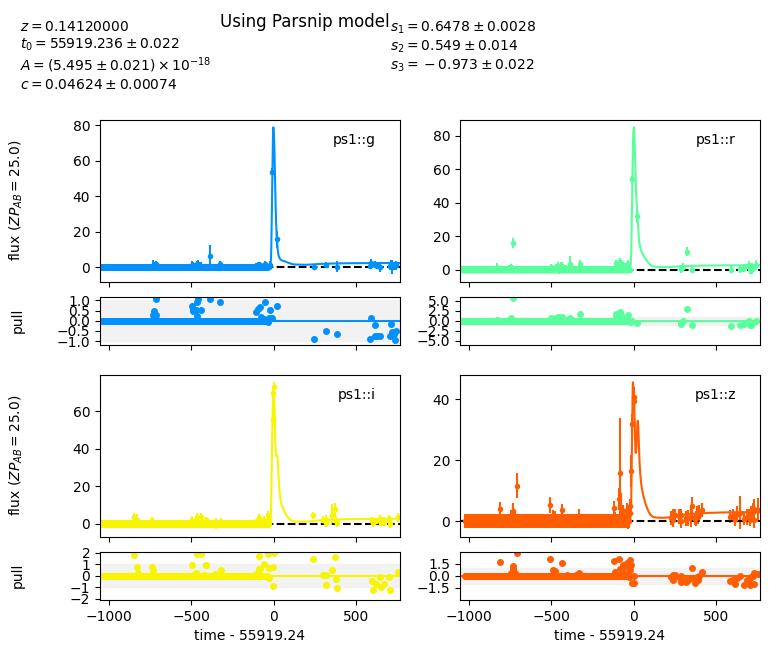 Using Parsnip model
z = 0.14120000
t0 = 55919.236 ± 0.022
A = (5.495 ± 0.021) × 10^−18
c = 0.04624 ± 0.00074
s1 = 0.6478 ± 0.0028
s2 = 0.549 ± 0.014
s3 = −0.973 ± 0.022
flux (ZP_AB = 25.0)
80
60
40
20
0
ps1::g
80
60
40
20
0
ps1::r
pull
1.0
0.5
0.0
−0.5
−1.0
5.0
2.5
0.0
−2.5
−5.0
flux (ZP_AB = 25.0)
60
40
20
0
ps1::i
40
20
0
ps1::z
pull
2
1
0
−1
−2
1.5
0.0
−1.5
−1000
−500
0
500
−1000
−500
0
500
time - 55919.24
time - 55919.24